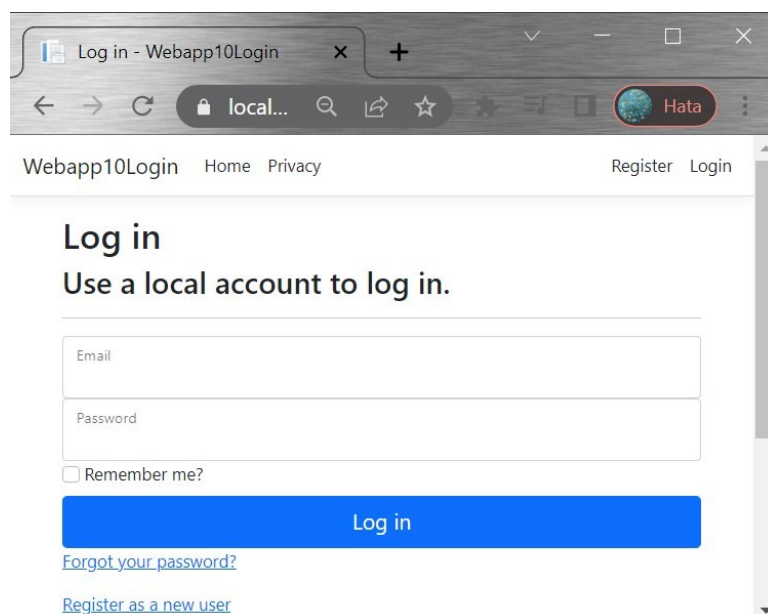 Log in - Webapp10Login
local...
Hata
Webapp10Login Home Privacy Register Login
Log in
Use a local account to log in.
Email
Password
Remember me?
Log in
Forgot your password?
Register as a new user